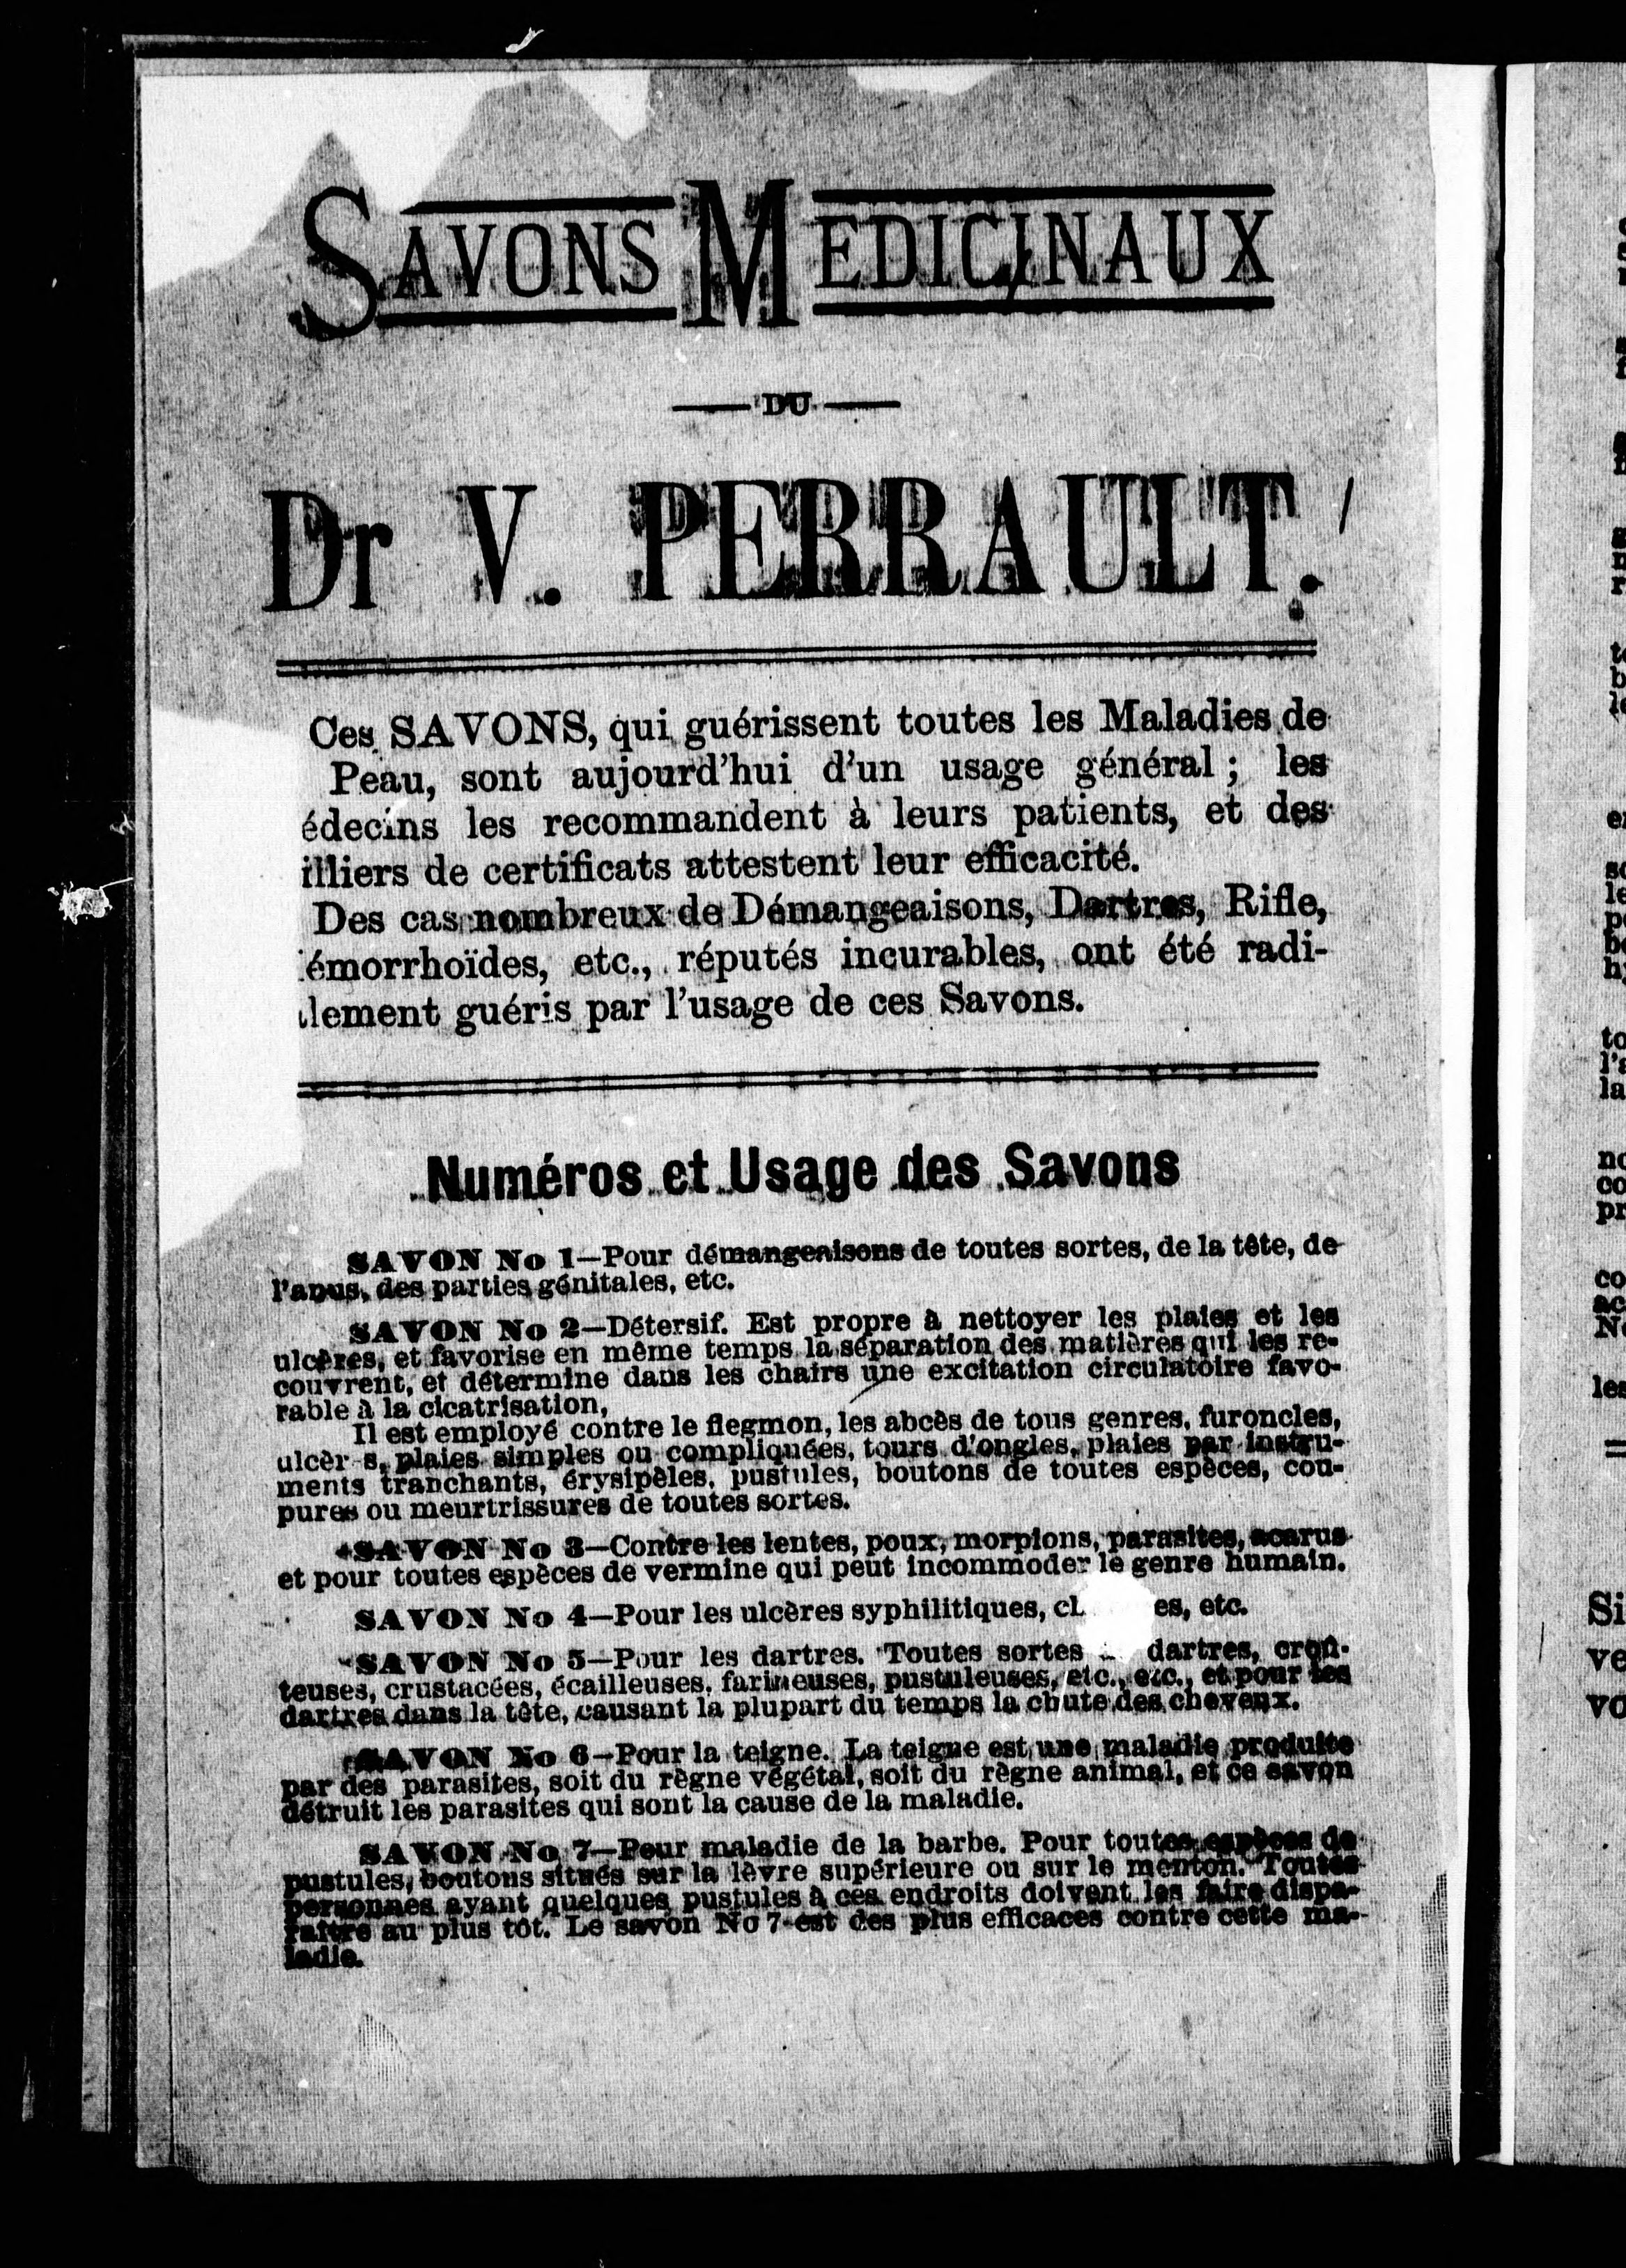 SAVONS MEDICINAUX
DU
Dr V. PERRAULT.
Ces SAVONS, qui guérissent toutes les Maladies de
Peau, sont aujourd'hui d'un usage général ; les
édecins les recommandent à leurs patients, et des
illiers de certificats attestent leur efficacité.
Des cas nombreux de Démangeaisons, Dartres, Rifle,
émorrhoïdes, etc., réputés incurables, ont été radi-
lement guéris par l'usage de ces Savons.
Numéros et Usage des Savons
SAVON No 1—Pour démangeaisons de toutes sortes, de la tête, de
l'anus, des parties génitales, etc.
SAVON No 2—Détersif. Est propre à nettoyer les plaies et les
ulcères, et favorise en même temps la séparation des matières qui les re-
couvrent, et détermine dans les chairs une excitation circulatoire favo-
rable à la cicatrisation,
Il est employé contre le flegmon, les abcès de tous genres, furoncles,
ulcèr s, plaies simples ou compliquées, tours d'ongles, plaies par instru-
ments tranchants, érysipèles, pustules, boutons de toutes espèces, cou-
pures ou meurtrissures de toutes sortes.
SAVON No 3—Contre les lentes, poux, morpions, parasites, acarus
et pour toutes espèces de vermine qui peut incommoder le genre humain.
SAVON No 4—Pour les ulcères syphilitiques, es, etc.
SAVON No 5—Pour les dartres. Toutes sortes dartres, croû-
teuses, crustacées, écailleuses, farineuses, pustuleuses, etc., etc., et pour les
dartres dans la tête, causant la plupart du temps la chute des cheveux.
SAVON No 6—Pour la teigne. La teigne est une maladie produite
par des parasites, soit du règne végétal, soit du règne animal, et ce savon
détruit les parasites qui sont la cause de la maladie.
SAVON No 7—Pour maladie de la barbe. Pour toutes espèces de
pustules, boutons situés sur la lèvre supérieure ou sur le menton. Toutes
personnes ayant quelques pustules à ces endroits doivent les faire dispa-
raître au plus tôt. Le savon No 7 est des plus efficaces contre cette ma-
ladie.